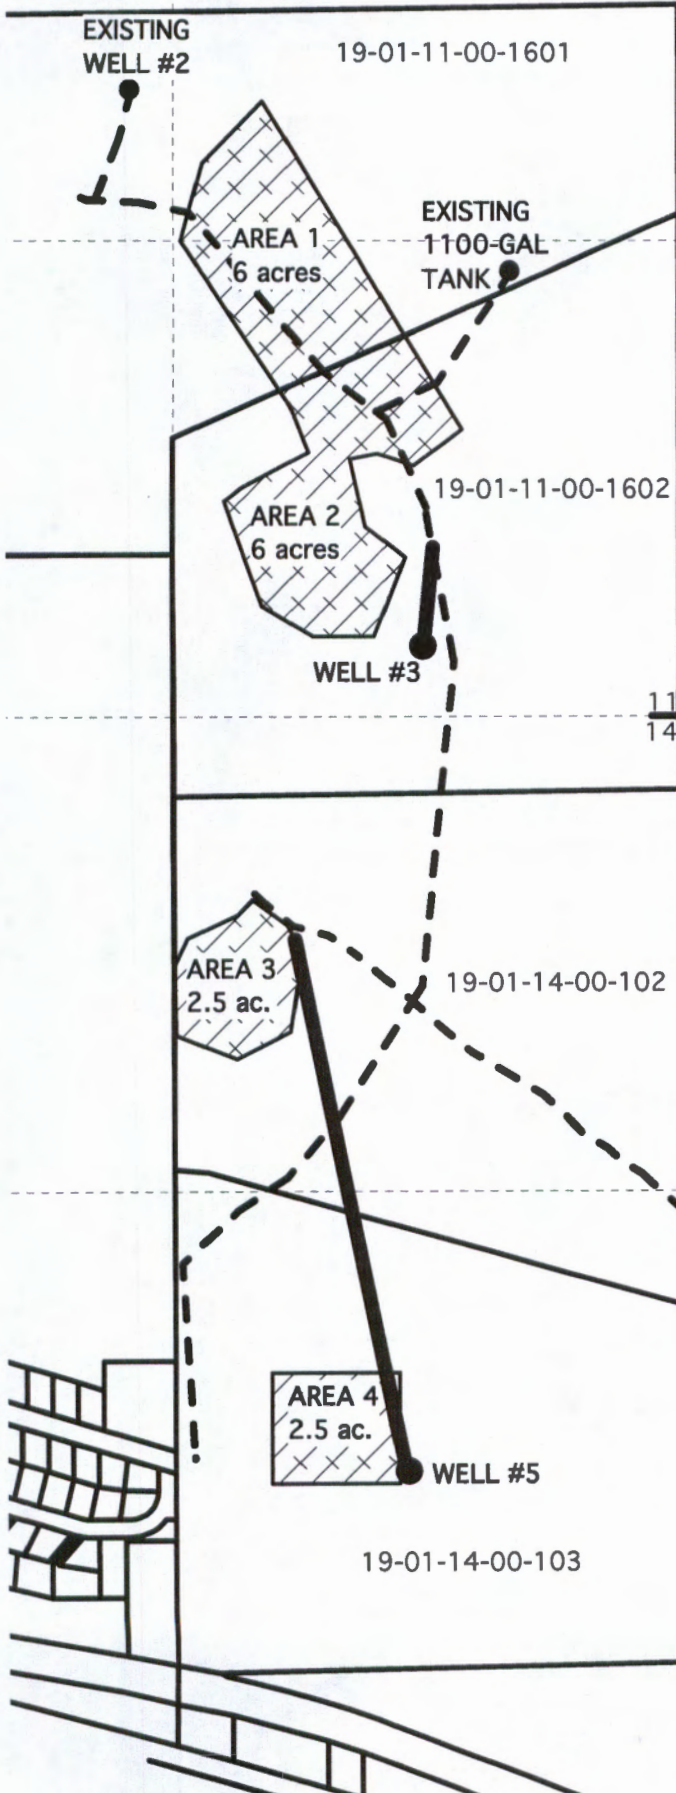 EXISTING
WELL #2
19-01-11-00-1601
EXISTING
1100-GAL
TANK
AREA 1
6 acres
19-01-11-00-1602
AREA 2
6 acres
WELL #3
11
14
AREA 3
2.5 ac.
19-01-14-00-102
AREA 4
2.5 ac.
WELL #5
19-01-14-00-103